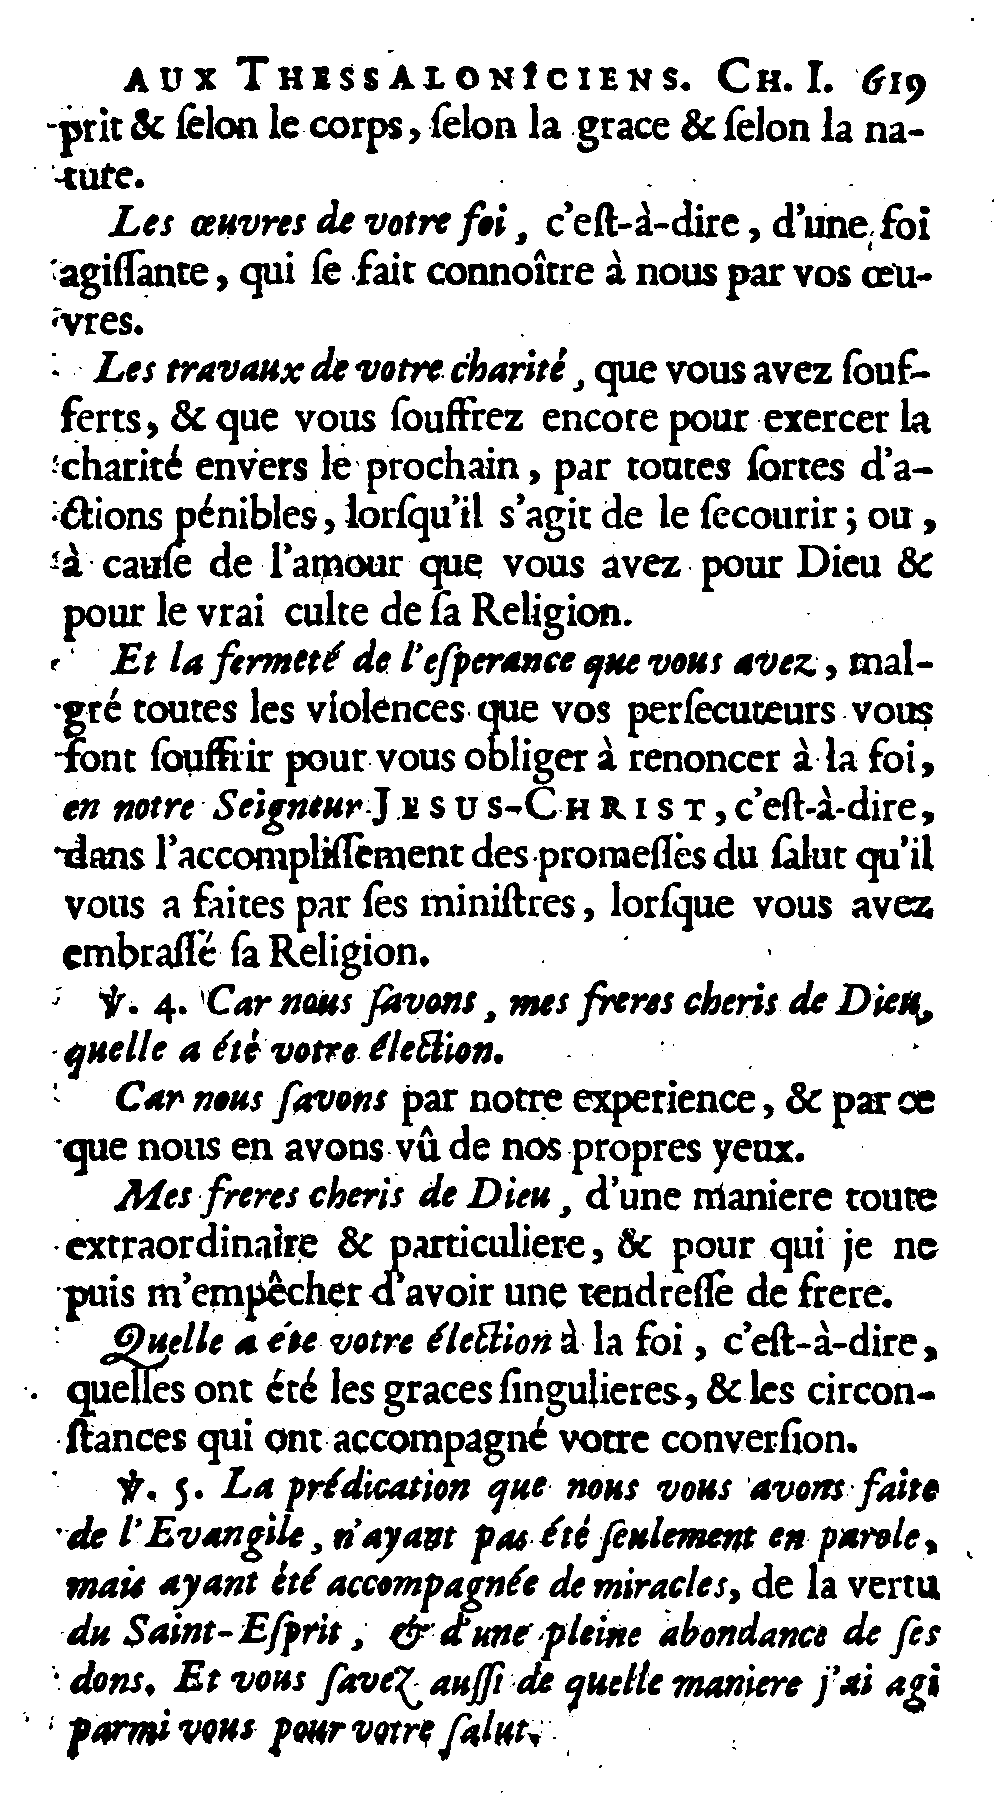 AUX THESSALONICIENS. CH. I. 619
prit & ſelon le corps, ſelon la grace & ſelon la na-
ture.
Les œuvres de votre foi, c'eſt-à-dire, d'une foi
agiſſante, qui ſe fait connoître à nous par vos œu-
vres.
Les travaux de votre charité, que vous avez ſouf-
ferts, & que vous ſouffrez encore pour exercer la
charité envers le prochain, par toutes ſortes d'a-
ctions pénibles, lorſqu'il s'agit de le ſecourir; ou,
à cauſe de l'amour que vous avez pour Dieu &
pour le vrai culte de ſa Religion.
Et la fermeté de l'eſperance que vous avez, mal-
gré toutes les violences que vos perſecuteurs vous
font ſouffrir pour vous obliger à renoncer à la foi,
en notre Seigneur JESUS-CHRIST, c'eſt-à-dire,
dans l'accompliſſement des promeſſes du ſalut qu'il
vous a faites par ſes miniſtres, lorſque vous avez
embraſſé ſa Religion.
℣. 4. Car nous ſavons, mes freres cheris de Dieu,
quelle a été votre élection.
Car nous ſavons par notre experience, & par ce
que nous en avons vû de nos propres yeux.
Mes freres cheris de Dieu, d'une maniere toute
extraordinaire & particuliere, & pour qui je ne
puis m'empêcher d'avoir une tendreſſe de frere.
Quelle a éte votre élection à la foi, c'eſt-à-dire,
quelles ont été les graces ſingulieres, & les circon-
ſtances qui ont accompagné votre converſion.
℣. 5. La prédication que nous vous avons faite
de l'Evangile, n'ayant pas été ſeulement en parole,
mais ayant été accompagnée de miracles, de la vertu
du Saint-Eſprit, & d'une pleine abondance de ſes
dons. Et vous ſavez auſſi de quelle maniere j'ai agi
parmi vous pour votre ſalut.